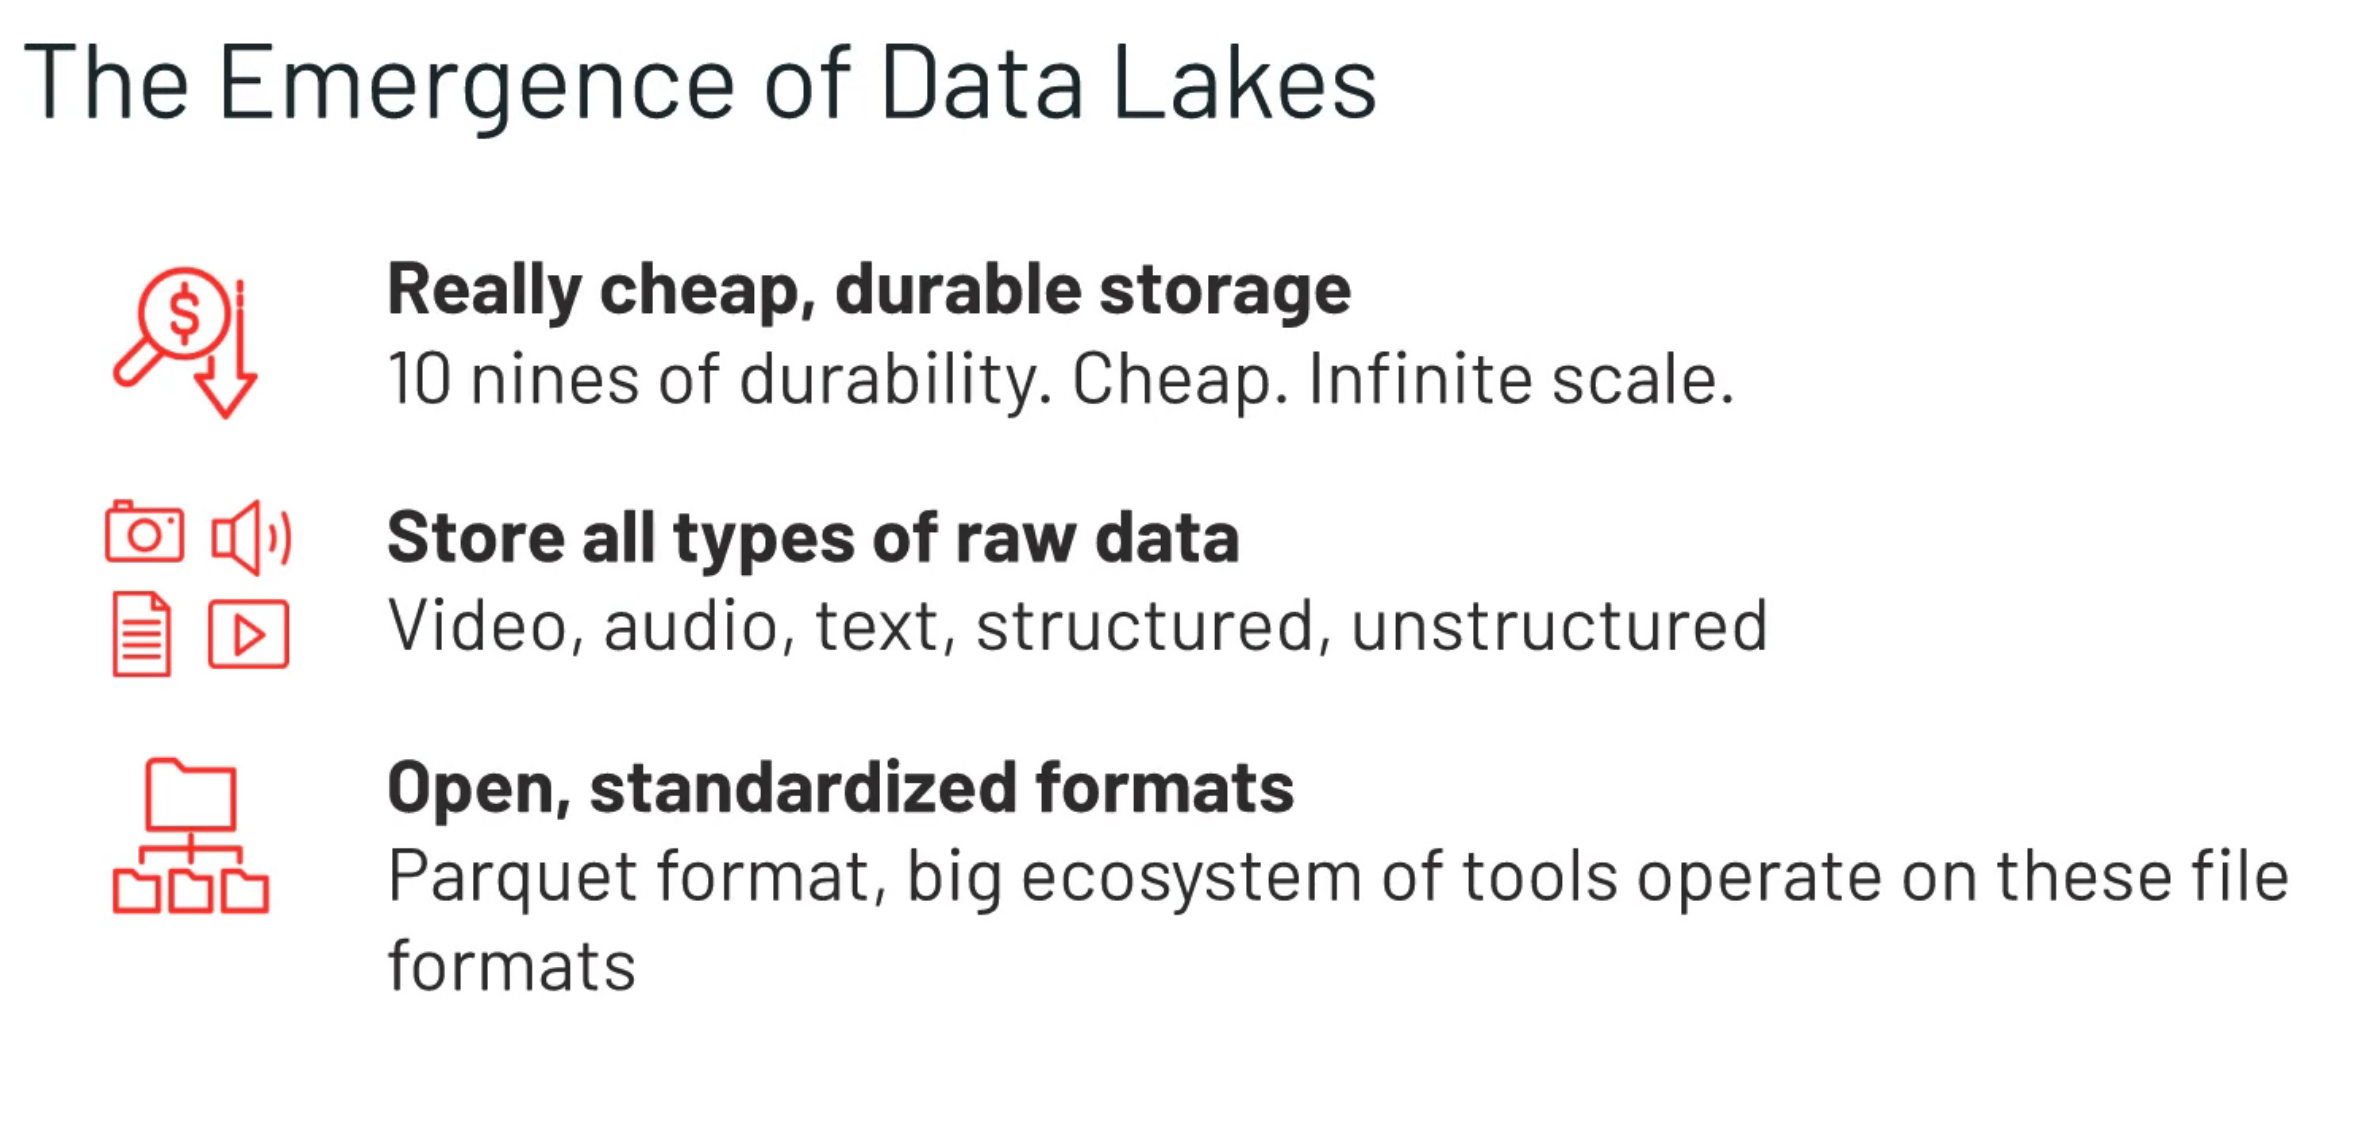 The Emergence of Data Lakes
$
Really cheap, durable storage
10 nines of durability. Cheap. Infinite scale.
Store all types of raw data
Video, audio, text, structured, unstructured
Open, standardized formats
Parquet format, big ecosystem of tools operate on these file
formats